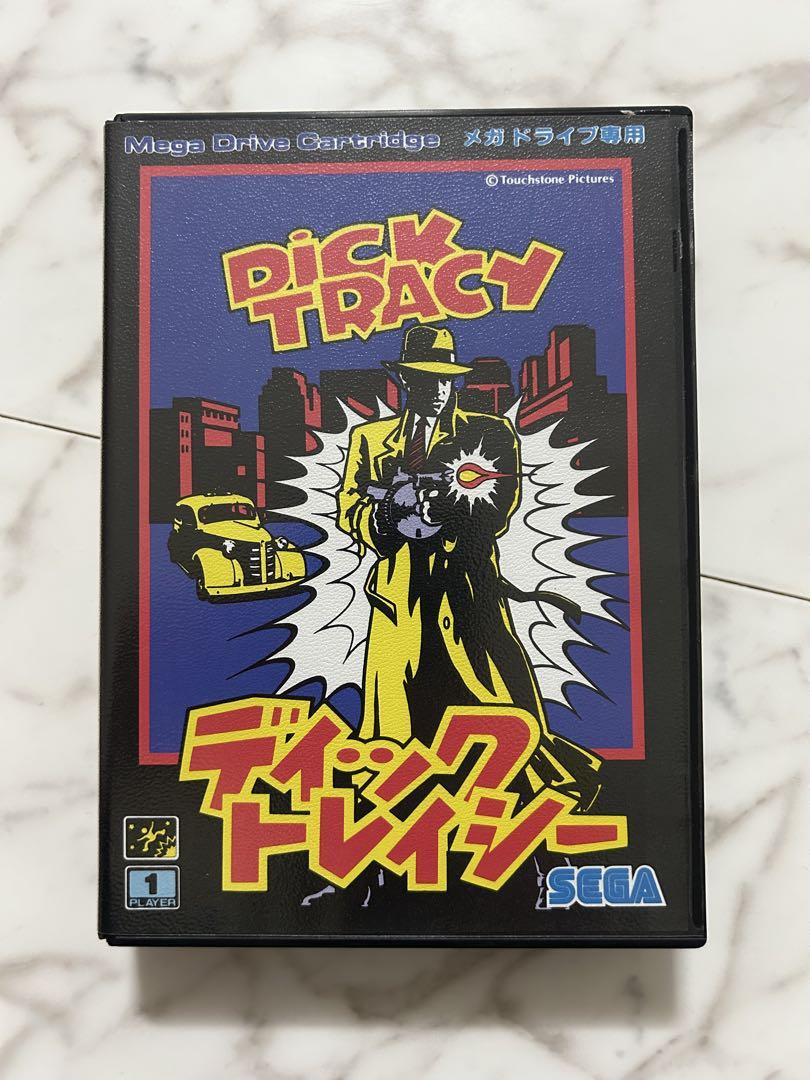 Mega Drive Cartridge メガドライブ専用
© Touchstone Pictures
DiCK
TRACY
ディック
トレイシー
1
PLAYER
SEGA